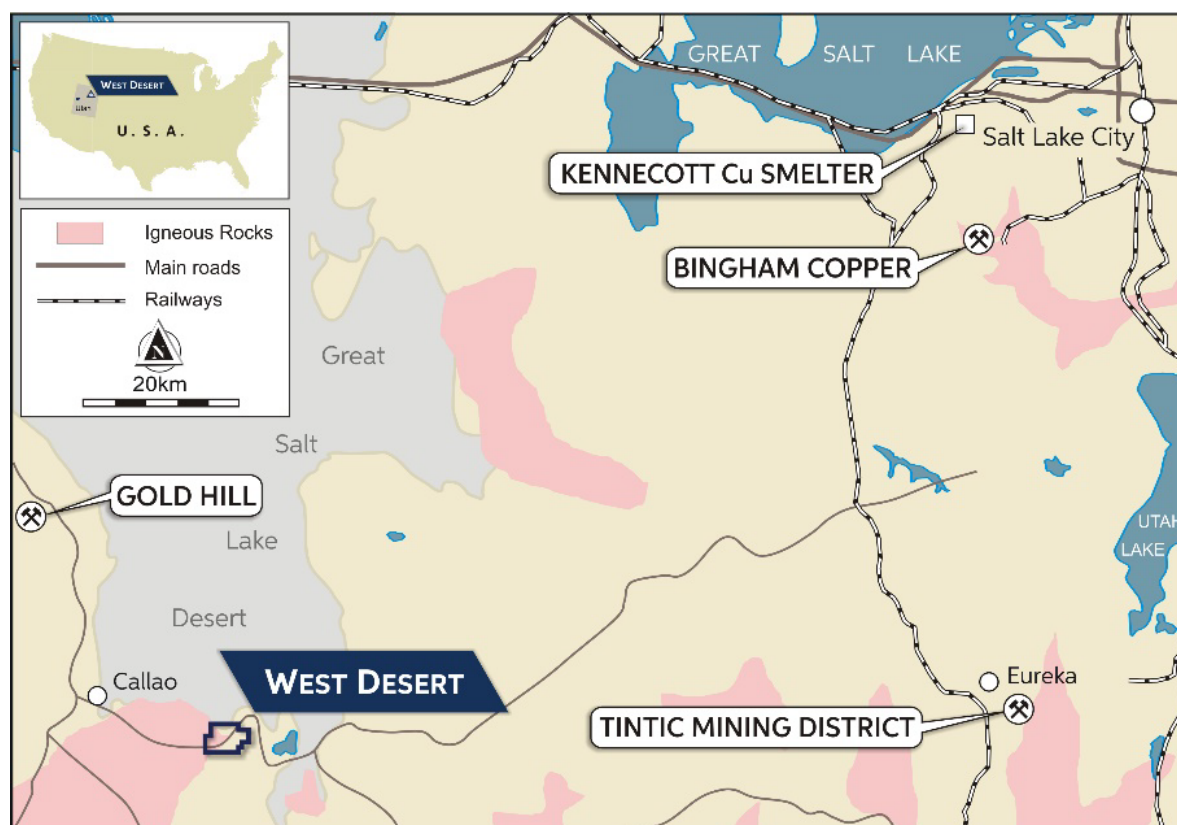 WEST DESERT
Utah
U. S. A.
Igneous Rocks
Main roads
Railways
N
20km
GREAT SALT LAKE
Salt Lake City
KENNECOTT Cu SMELTER
BINGHAM COPPER
Great
Salt
Lake
Desert
GOLD HILL
UTAH
LAKE
Callao
WEST DESERT
Eureka
TINTIC MINING DISTRICT